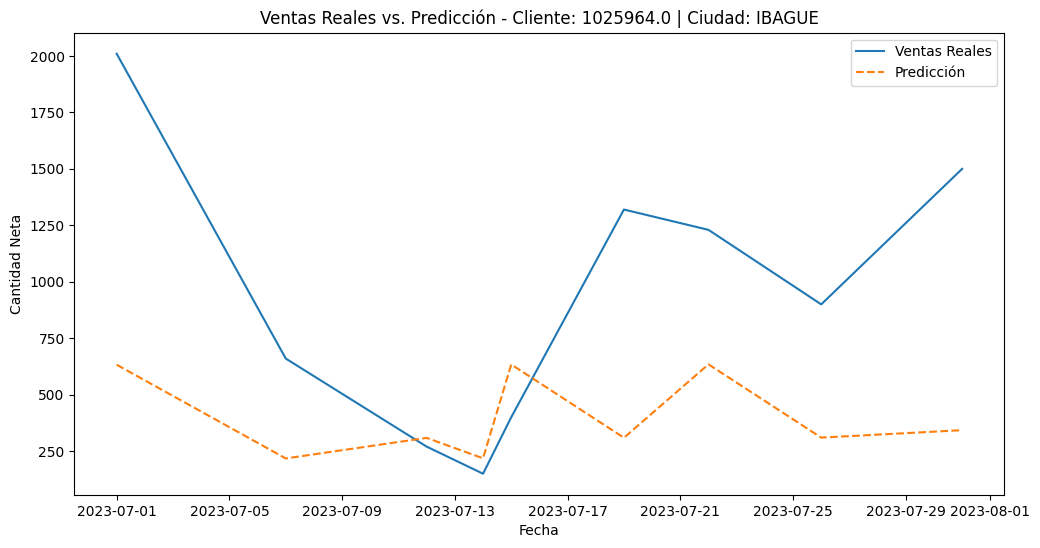 Ventas Reales vs. Predicción - Cliente: 1025964.0 | Ciudad: IBAGUE
Ventas Reales
Predicción
Cantidad Neta
2000
1750
1500
1250
1000
750
500
250
2023-07-01 2023-07-05 2023-07-09 2023-07-13 2023-07-17 2023-07-21 2023-07-25 2023-07-29 2023-08-01
Fecha